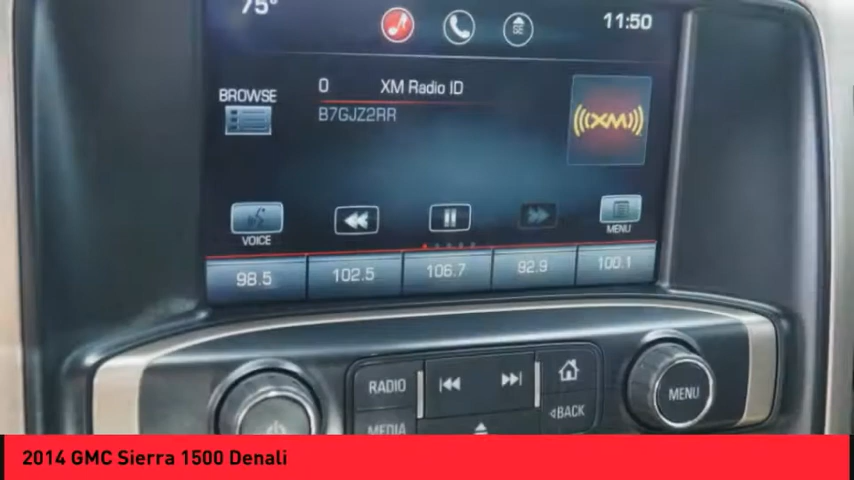 75°
11:50
0 XM Radio ID
BROWSE
B7GJZ2RR
((XM))
VOICE
MENU
98.5 102.5 106.7 92.9 100.1
RADIO
MENU
BACK
MEDIA
2014 GMC Sierra 1500 Denali